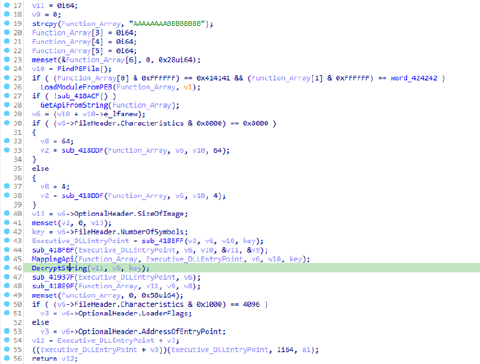 17 v11 = 0i64;
18 v9 = 0;
19 strcpy(Function_Array, "AAAAAAAABBBBBBBB");
20 Function_Array[3] = 0i64;
21 Function_Array[4] = 0i64;
22 Function_Array[5] = 0i64;
23 memset(&Function_Array[6], 0, 0x28ui64);
24 v10 = FindPEFile();
25 if ( (Function_Array[0] & 0xFFFFFF) == 0x414141 && (Function_Array[1] & 0xFFFFFF) == word_424242 )
26 LoadModuleFromPEB(Function_Array, v1);
27 if ( !sub_418ACF() )
28 GetApiFromString(Function_Array);
29 v6 = (v10 + v10->e_lfanew);
30 if ( (v6->FileHeader.Characteristics & 0x8000) == 0x8000 )
31 {
32 v8 = 64;
33 v2 = sub_418DDF(Function_Array, v6, v10, 64);
34 }
35 else
36 {
37 v8 = 4;
38 v2 = sub_418DDF(Function_Array, v6, v10, 4);
39 }
40 v13 = v6->OptionalHeader.SizeOfImage;
41 memset(v2, 0, v13);
42 key = v6->FileHeader.NumberOfSymbols;
43 Executive_DLLEntryPoint = sub_418EFF(v2, v6, v10, key);
44 (Executive_DLLEntryPoint, v6, v10, &v11, &v9);
45 MappingApi(Function_Array, Executive_DLLEntryPoint, v6, v10, key);
46 DecryptString(v11, v9, key);
47 sub_41937F(Executive_DLLEntryPoint, v6);
48 sub_418E9F(Function_Array, v11, v9, v8);
49 memset(Function_Array, 0, 0x58ui64);
50 if ( (v6->FileHeader.Characteristics & 0x1000) == 4096 )
51 v3 = v6->OptionalHeader.LoaderFlags;
52 else
53 v3 = v6->OptionalHeader.AddressOfEntryPoint;
54 v12 = Executive_DLLEntryPoint + v3;
55 ((Executive_DLLEntryPoint + v3))(Executive_DLLEntryPoint, 1i64, a1);
56 return v12;